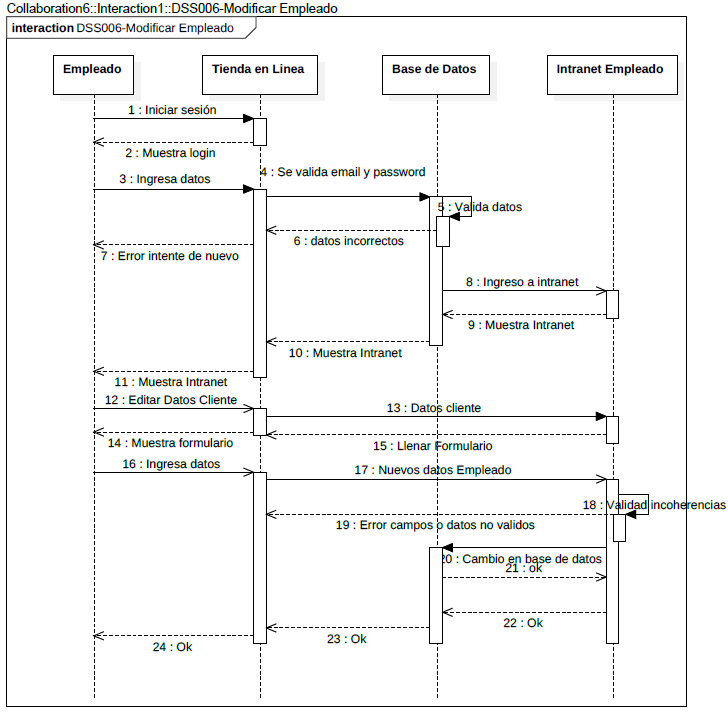 Collaboration6::Interaction1::DSS006-Modificar Empleado
interaction DSS006-Modificar Empleado
Empleado
Tienda en Linea
Base de Datos
Intranet Empleado
1 : Iniciar sesión
2 : Muestra login
3 : Ingresa datos
4 : Se valida email y password
5 : Valida datos
6 : datos incorrectos
7 : Error intente de nuevo
8 : Ingreso a intranet
9 : Muestra Intranet
10 : Muestra Intranet
11 : Muestra Intranet
12 : Editar Datos Cliente
13 : Datos cliente
14 : Muestra formulario
15 : Llenar Formulario
16 : Ingresa datos
17 : Nuevos datos Empleado
18 : Validad incoherencias
19 : Error campos o datos no validos
20 : Cambio en base de datos
21 : ok
22 : Ok
23 : Ok
24 : Ok